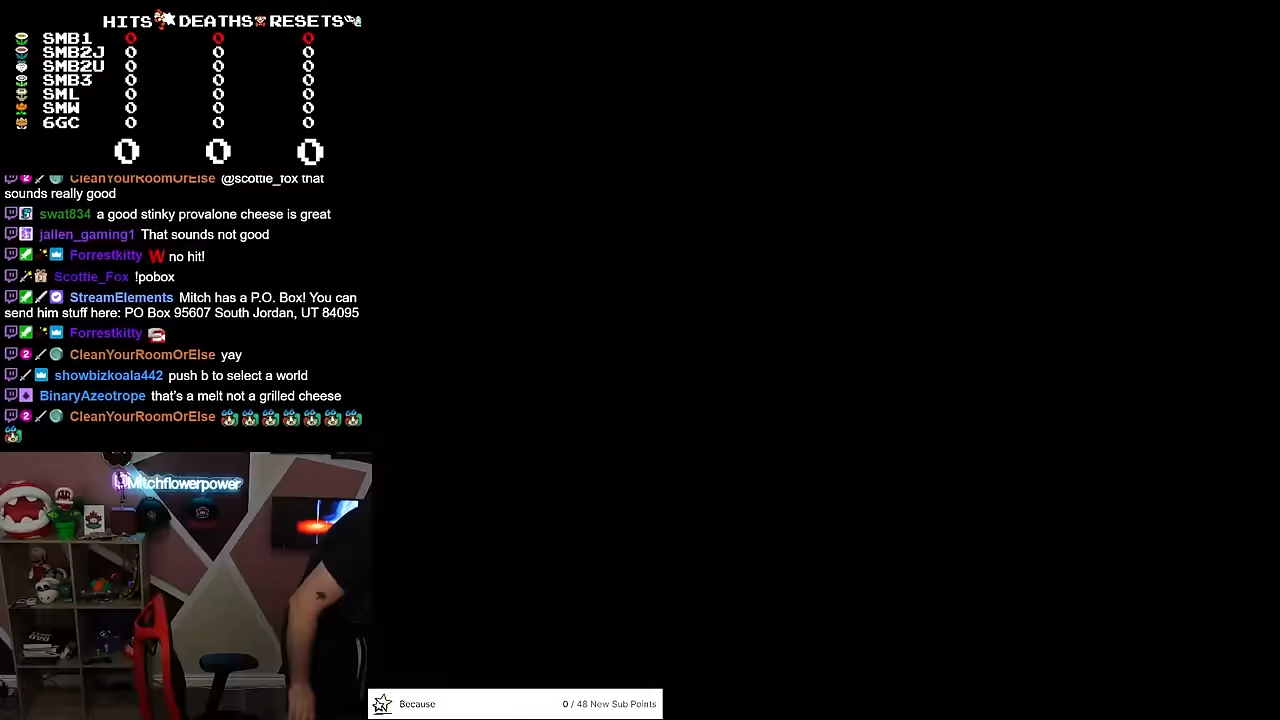 HITS DEATHS RESETS
SMB1 0 0 0
SMB2J 0 0 0
SMB2U 0 0 0
SMB3 0 0 0
SML 0 0 0
SMW 0 0 0
6GC 0 0 0
0 0 0
2 CleanYourRoomOrElse @scottie_fox that
sounds really good
swat834 a good stinky provalone cheese is great
jallen_gaming1 That sounds not good
Forrestkitty W no hit!
Scottie_Fox !pobox
StreamElements Mitch has a P.O. Box! You can
send him stuff here: PO Box 95607 South Jordan, UT 84095
Forrestkitty
2 CleanYourRoomOrElse yay
showbizkoala442 push b to select a world
BinaryAzeotrope that's a melt not a grilled cheese
2 CleanYourRoomOrElse
Mitchflowerpower
Because 0 / 48 New Sub Points